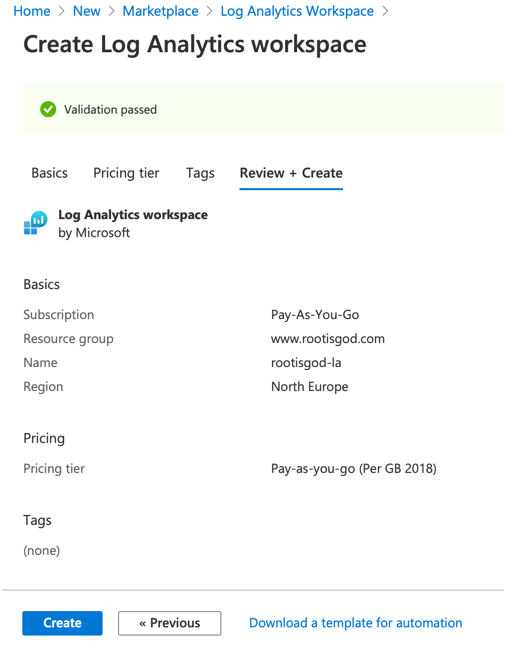 Home > New > Marketplace > Log Analytics Workspace >
Create Log Analytics workspace
Validation passed
Basics Pricing tier Tags Review + Create
Log Analytics workspace
by Microsoft
Basics
Subscription Pay-As-You-Go
Resource group www.rootisgod.com
Name rootisgod-la
Region North Europe
Pricing
Pricing tier Pay-as-you-go (Per GB 2018)
Tags
(none)
Create « Previous Download a template for automation